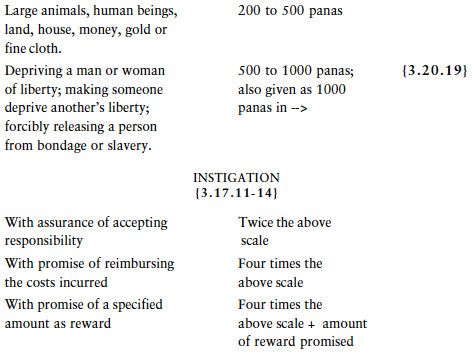 Large animals, human beings, 200 to 500 panas
land, house, money, gold or
fine cloth.
Depriving a man or woman 500 to 1000 panas; {3.20.19}
of liberty; making someone also given as 1000
deprive another's liberty; panas in -->
forcibly releasing a person
from bondage or slavery.
INSTIGATION
{3.17.11-14}
With assurance of accepting Twice the above
responsibility scale
With promise of reimbursing Four times the
the costs incurred above scale
With promise of a specified Four times the
amount as reward above scale + amount
of reward promised